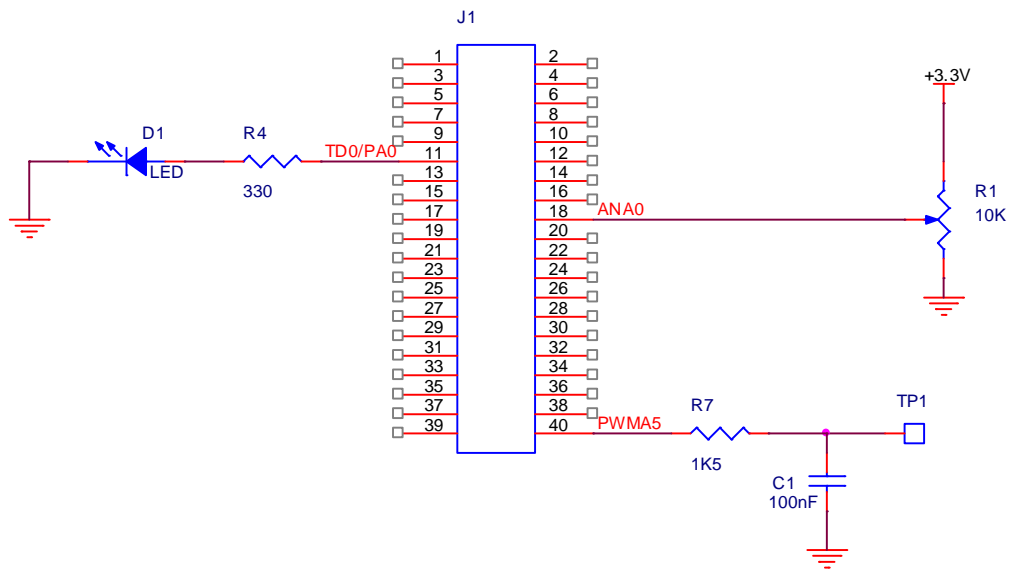 J1
1 2
3 4
5 6
7 8
9 10
TD0/PA0 11 12
13 14
15 16
17 18 ANA0
19 20
21 22
23 24
25 26
27 28
29 30
31 32
33 34
35 36
37 38
39 40 PWMA5
D1
LED
R4
330
+3.3V
R1
10K
R7
1K5
TP1
C1
100nF